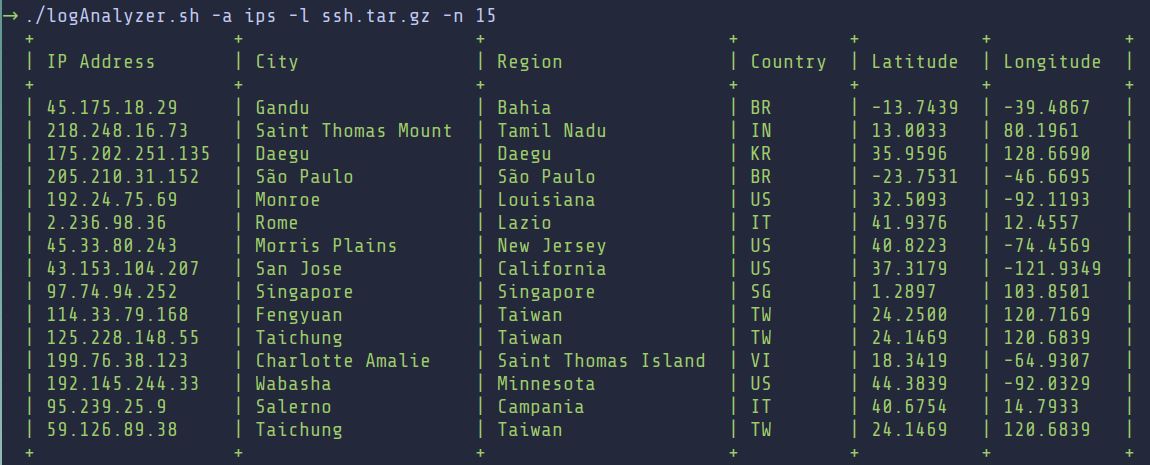 → ./logAnalyzer.sh -a ips -l ssh.tar.gz -n 15
+ + + + + + +
| IP Address | City | Region | Country | Latitude | Longitude |
+ + + + + + +
| 45.175.18.29 | Gandu | Bahia | BR | -13.7439 | -39.4867 |
| 218.248.16.73 | Saint Thomas Mount | Tamil Nadu | IN | 13.0033 | 80.1961 |
| 175.202.251.135 | Daegu | Daegu | KR | 35.9596 | 128.6690 |
| 205.210.31.152 | São Paulo | São Paulo | BR | -23.7531 | -46.6695 |
| 192.24.75.69 | Monroe | Louisiana | US | 32.5093 | -92.1193 |
| 2.236.98.36 | Rome | Lazio | IT | 41.9376 | 12.4557 |
| 45.33.80.243 | Morris Plains | New Jersey | US | 40.8223 | -74.4569 |
| 43.153.104.207 | San Jose | California | US | 37.3179 | -121.9349 |
| 97.74.94.252 | Singapore | Singapore | SG | 1.2897 | 103.8501 |
| 114.33.79.168 | Fengyuan | Taiwan | TW | 24.2500 | 120.7169 |
| 125.228.148.55 | Taichung | Taiwan | TW | 24.1469 | 120.6839 |
| 199.76.38.123 | Charlotte Amalie | Saint Thomas Island | VI | 18.3419 | -64.9307 |
| 192.145.244.33 | Wabasha | Minnesota | US | 44.3839 | -92.0329 |
| 95.239.25.9 | Salerno | Campania | IT | 40.6754 | 14.7933 |
| 59.126.89.38 | Taichung | Taiwan | TW | 24.1469 | 120.6839 |
+ + + + + + +